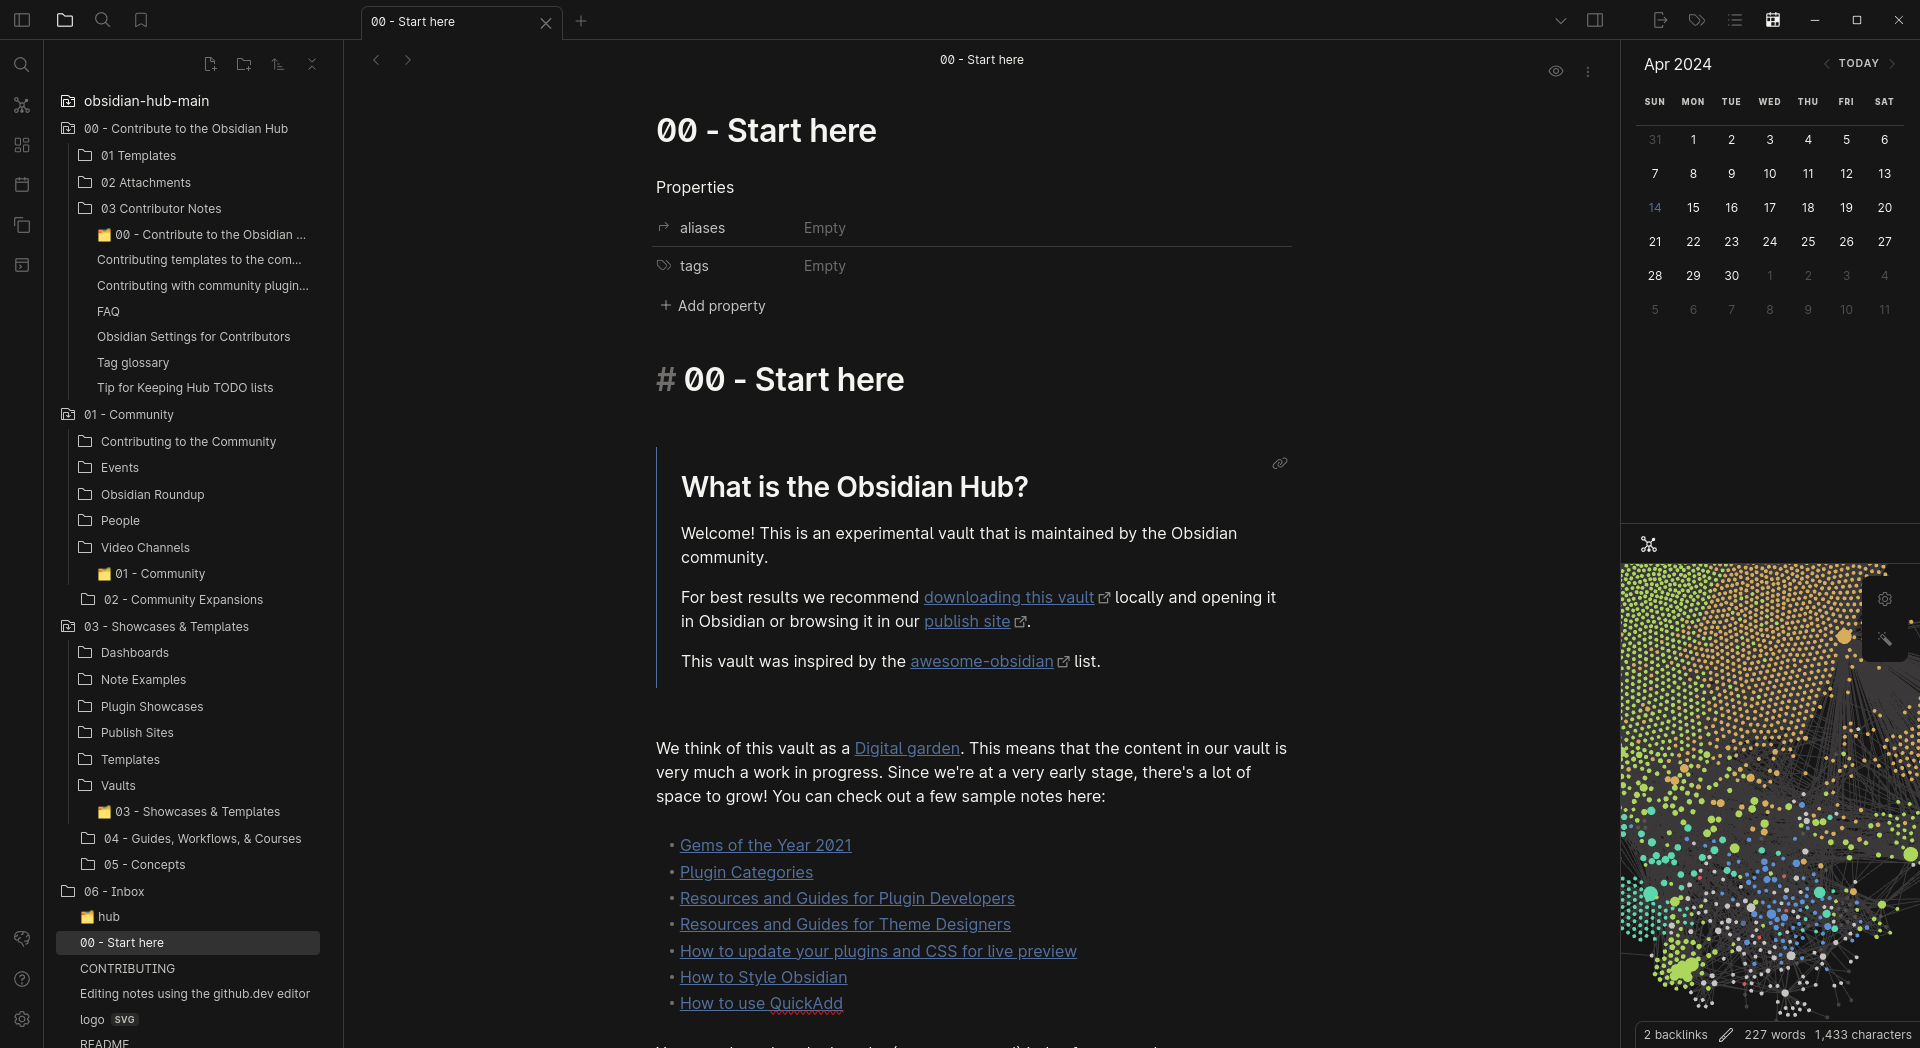 00 - Start here
obsidian-hub-main
00 - Contribute to the Obsidian Hub
01 Templates
02 Attachments
03 Contributor Notes
00 - Contribute to the Obsidian ...
Contributing templates to the com...
Contributing with community plugin...
FAQ
Obsidian Settings for Contributors
Tag glossary
Tip for Keeping Hub TODO lists
01 - Community
Contributing to the Community
Events
Obsidian Roundup
People
Video Channels
01 - Community
02 - Community Expansions
03 - Showcases & Templates
Dashboards
Note Examples
Plugin Showcases
Publish Sites
Templates
Vaults
03 - Showcases & Templates
04 - Guides, Workflows, & Courses
05 - Concepts
06 - Inbox
hub
00 - Start here
CONTRIBUTING
Editing notes using the github.dev editor
logo SVG
README
00 - Start here
00 - Start here
Properties
aliases Empty
tags Empty
Add property
# 00 - Start here
What is the Obsidian Hub?
Welcome! This is an experimental vault that is maintained by the Obsidian
community.
For best results we recommend downloading this vault locally and opening it
in Obsidian or browsing it in our publish site.
This vault was inspired by the awesome-obsidian list.
We think of this vault as a Digital garden. This means that the content in our vault is
very much a work in progress. Since we're at a very early stage, there's a lot of
space to grow! You can check out a few sample notes here:
• Gems of the Year 2021
• Plugin Categories
• Resources and Guides for Plugin Developers
• Resources and Guides for Theme Designers
• How to update your plugins and CSS for live preview
• How to Style Obsidian
• How to use QuickAdd
Apr 2024 TODAY
SUN MON TUE WED THU FRI SAT
31 1 2 3 4 5 6
7 8 9 10 11 12 13
14 15 16 17 18 19 20
21 22 23 24 25 26 27
28 29 30 1 2 3 4
5 6 7 8 9 10 11
2 backlinks 227 words 1,433 characters